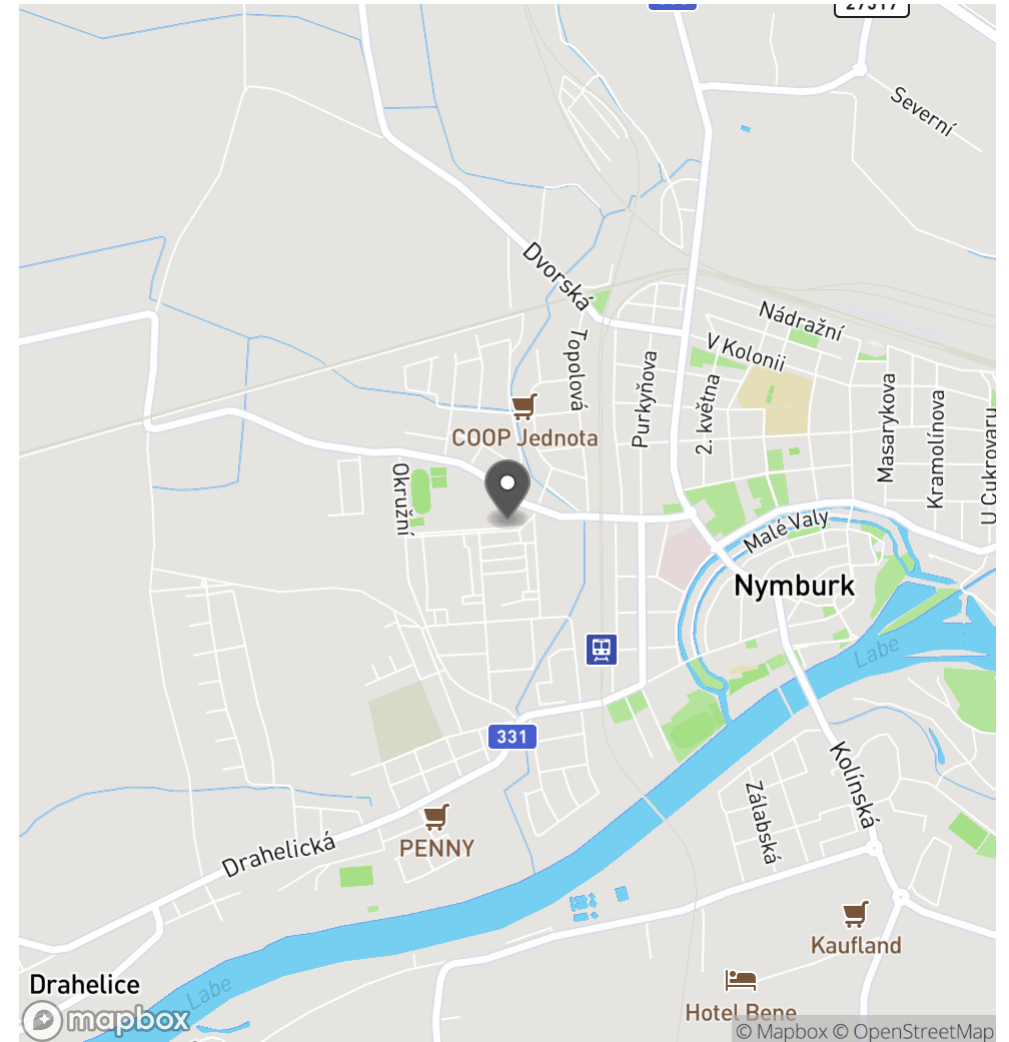 27317
Severní
Dvorská
Nádražní
V Kolonii
Topolová
Purkyňova
2. května
Masarykova
Kramolínova
U Cukrovaru
COOP Jednota
Okružní
Malé Valy
Nymburk
Labe
331
Kolínská
Zálabská
PENNY
Drahelická
Kaufland
Drahelice
Labe
Hotel Bene
mapbox
© Mapbox © OpenStreetMap